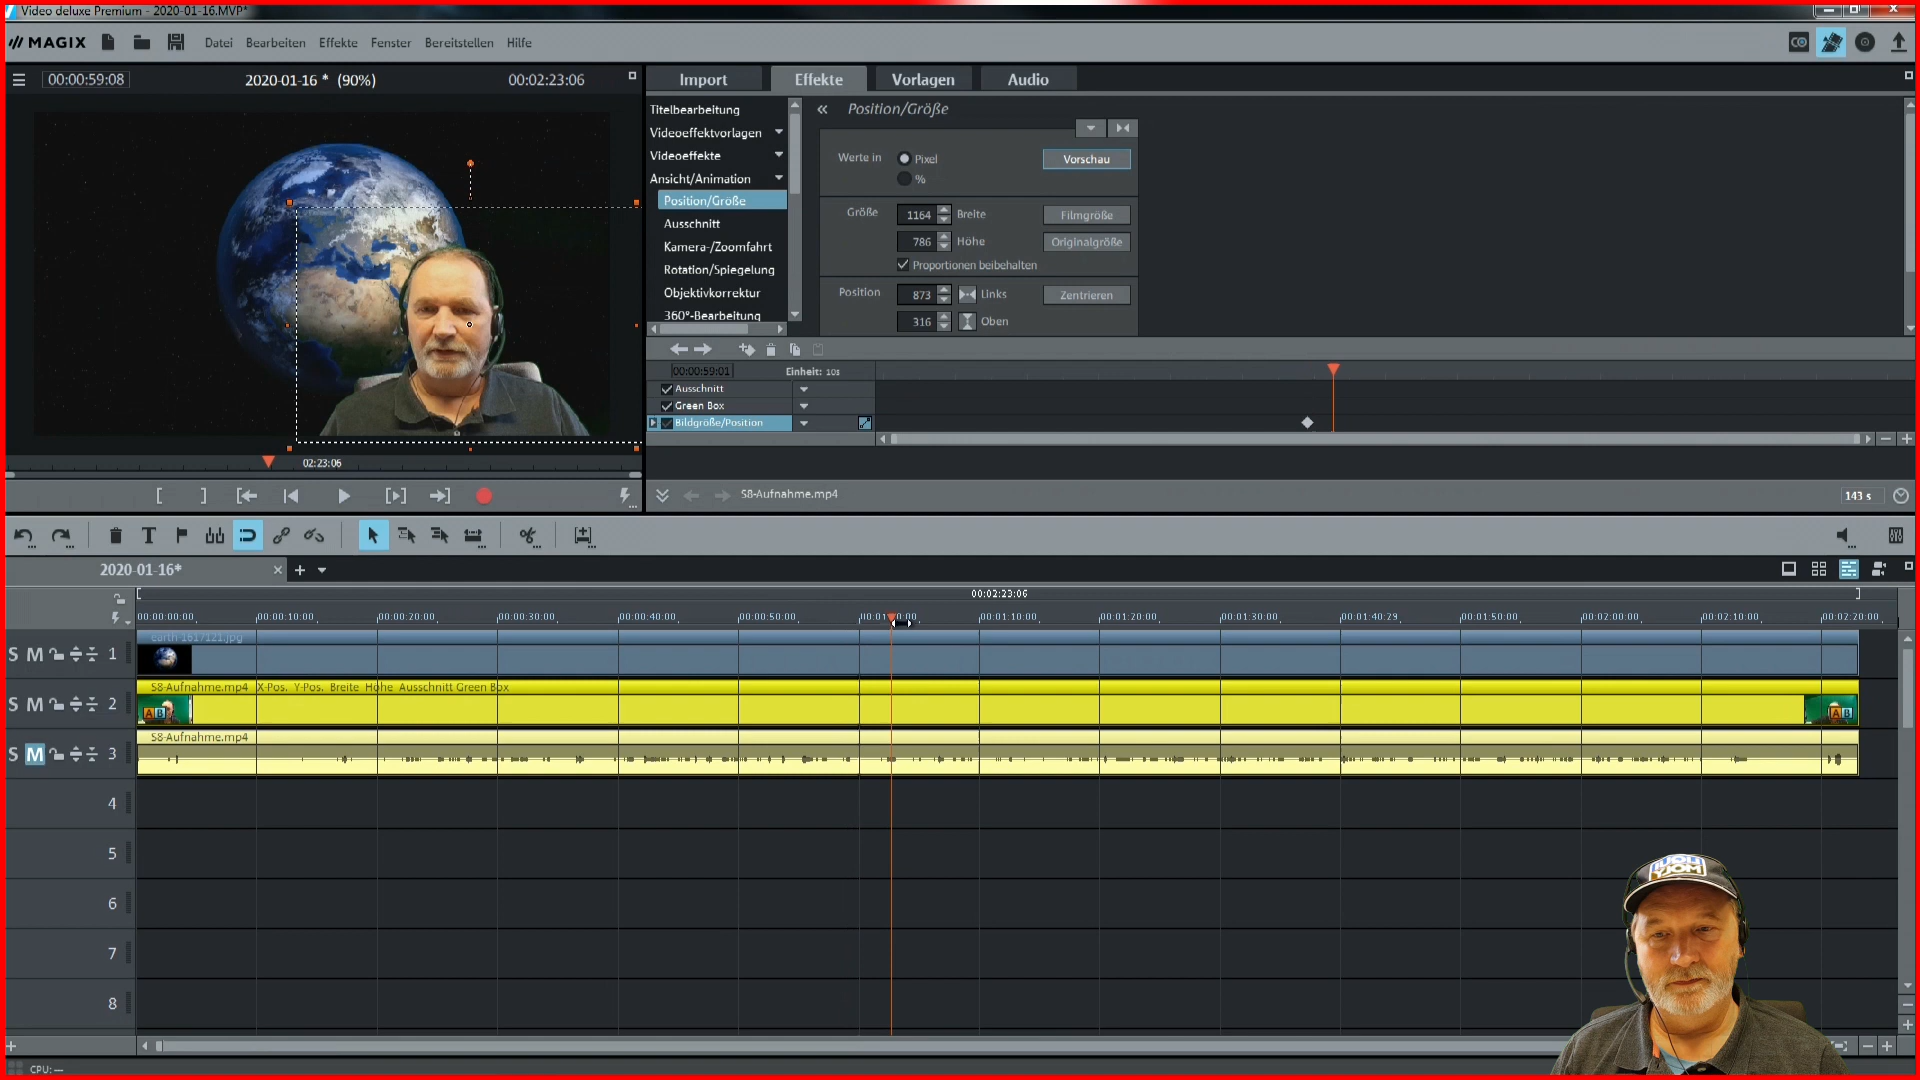 Video deluxe Premium - 2020-01-16.MVP*
MAGIX Datei Bearbeiten Effekte Fenster Bereitstellen Hilfe
00:00:59:08 2020-01-16 * (90%) 00:02:23:06
Import Effekte Vorlagen Audio
Titelbearbeitung
Videoeffektvorlagen
Videoeffekte
Ansicht/Animation
Position/Größe
Ausschnitt
Kamera-/Zoomfahrt
Rotation/Spiegelung
Objektivkorrektur
360°-Bearbeitung
Position/Größe
Werte in Pixel Vorschau
%
Größe 1164 Breite Filmgröße
786 Höhe Originalgröße
Proportionen beibehalten
Position 873 Links Zentrieren
316 Oben
00:00:59:01 Einheit: 10s
Ausschnitt
Green Box
Bildgröße/Position
02:23:06
S8-Aufnahme.mp4 143 s
2020-01-16*
00:02:23:06
00:00:00:00 00:00:10:00 00:00:20:00 00:00:30:00 00:00:40:00 00:00:50:00 00:01:10:00 00:01:20:00 00:01:30:00 00:01:40:29 00:01:50:00 00:02:00:00 00:02:10:00 00:02:20:00
earth-1617121.jpg
S M 1
S8-Aufnahme.mp4 X-Pos. Y-Pos. Breite Höhe Ausschnitt Green Box
S M 2
AB AB
S8-Aufnahme.mp4
S M 3
4
5
6
7
8
CPU: —